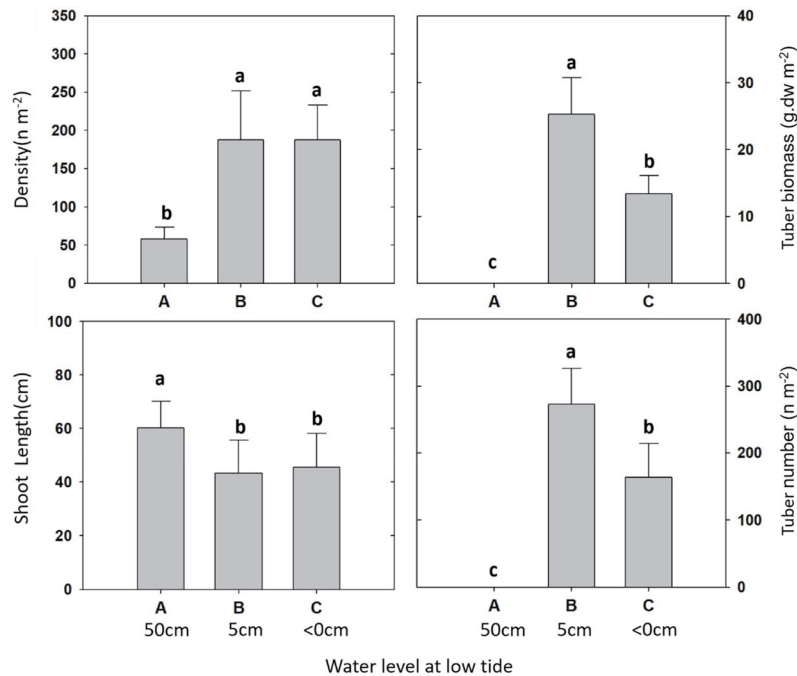 Density(n m⁻²)
350
300
250
200
150
100
50
0
b
a
a
A
B
C
Tuber biomass (g.dw m⁻²)
40
30
20
10
0
c
a
b
A
B
C
Shoot Length(cm)
100
80
60
40
20
0
a
b
b
A
B
C
50cm
5cm
<0cm
Tuber number (n m⁻²)
400
300
200
100
0
c
a
b
A
B
C
50cm
5cm
<0cm
Water level at low tide